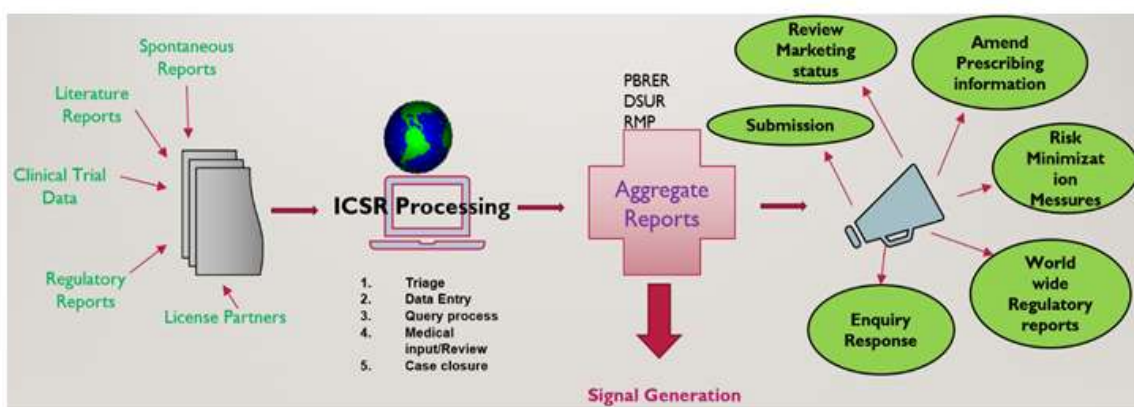 Spontaneous
Reports
Literature
Reports
Clinical Trial
Data
Regulatory
Reports
License Partners
ICSR Processing
1. Triage
2. Data Entry
3. Query process
4. Medical
input/Review
5. Case closure
PBRER
DSUR
RMP
Aggregate
Reports
Signal Generation
Review
Marketing
status
Submission
Amend
Prescribing
information
Risk
Minimizat
ion
Messures
World
wide
Regulatory
reports
Enquiry
Response